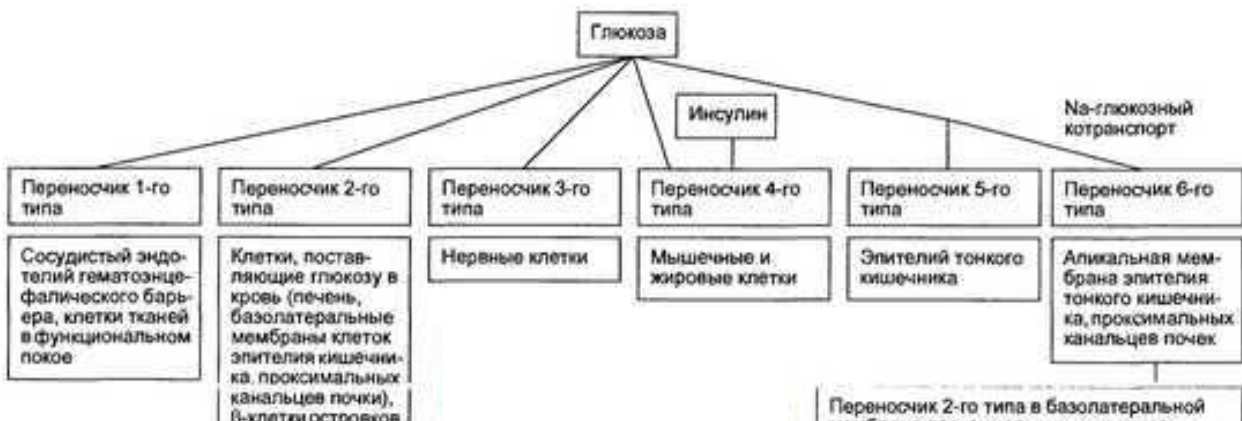 Глюкоза
Инсулин
Na-глюкозный
котранспорт
Переносчик 1-го
типа
Переносчик 2-го
типа
Переносчик 3-го
типа
Переносчик 4-го
типа
Переносчик 5-го
типа
Переносчик 6-го
типа
Сосудистый эндо-
телий гематоэнце-
фалического барь-
ера, клетки тканей
в функциональном
покое
Клетки, постав-
ляющие глюкозу в
кровь (печень,
базолатеральные
мембраны клеток
эпителия кишечни-
ка, проксимальных
канальцев почки),
β-клетки островков
Нервные клетки
Мышечные и
жировые клетки
Эпителий тонкого
кишечника
Апикальная мем-
брана эпителия
тонкого кишечни-
ка, проксимальных
канальцев почек
Переносчик 2-го типа в базолатеральной